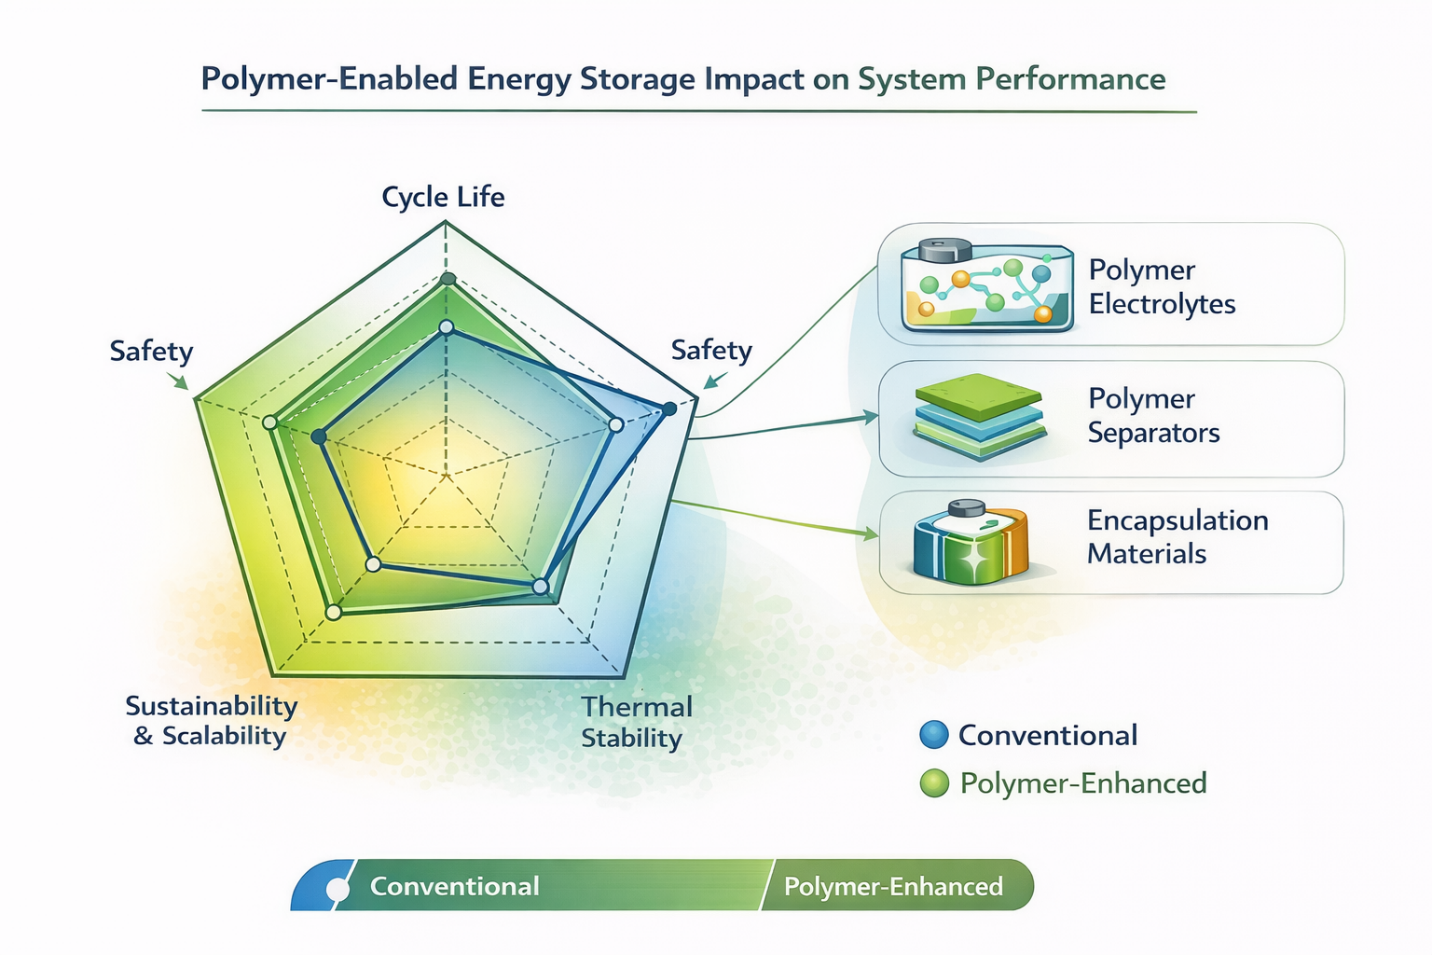 Polymer-Enabled Energy Storage Impact on System Performance
Cycle Life
Safety
Safety
Sustainability
& Scalability
Thermal
Stability
Polymer
Electrolytes
Polymer
Separators
Encapsulation
Materials
Conventional
Polymer-Enhanced
Conventional
Polymer-Enhanced